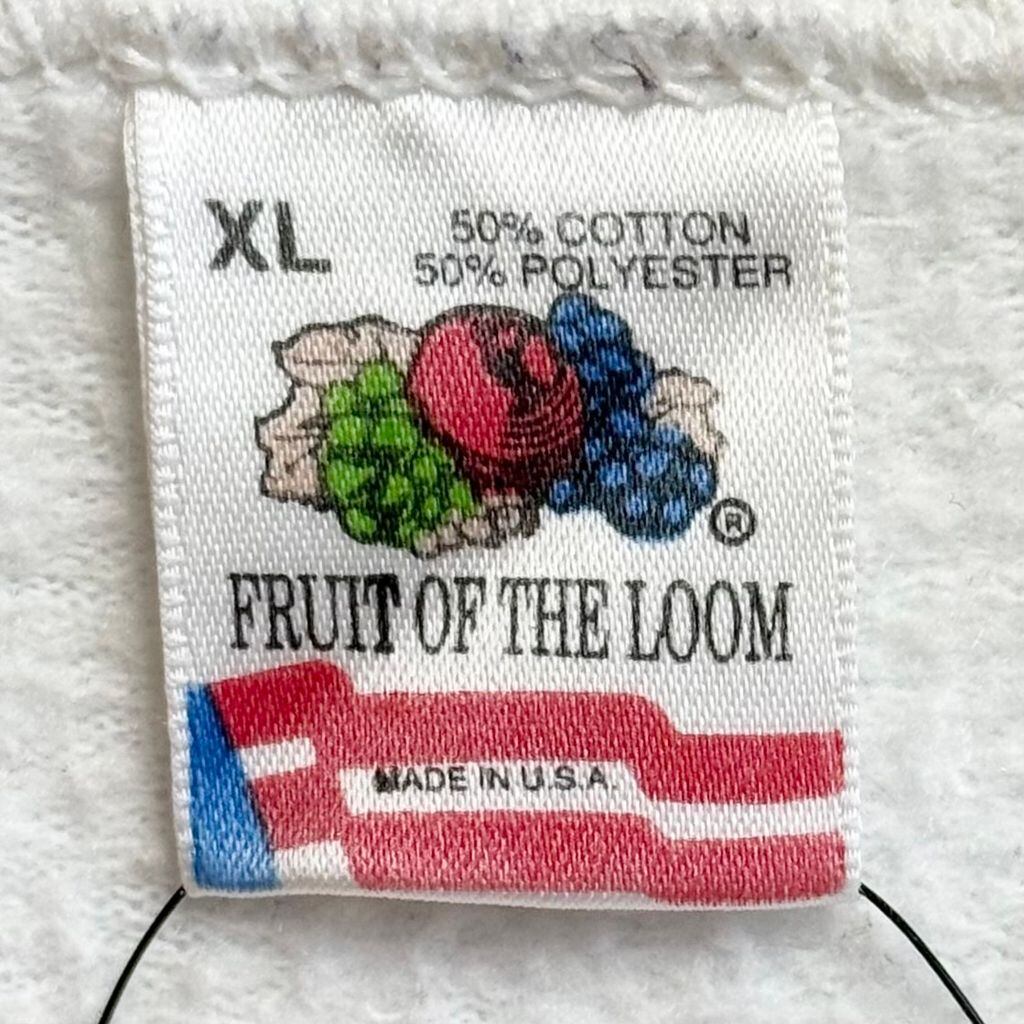 XL
50% COTTON
50% POLYESTER
®
FRUIT OF THE LOOM
MADE IN U.S.A.